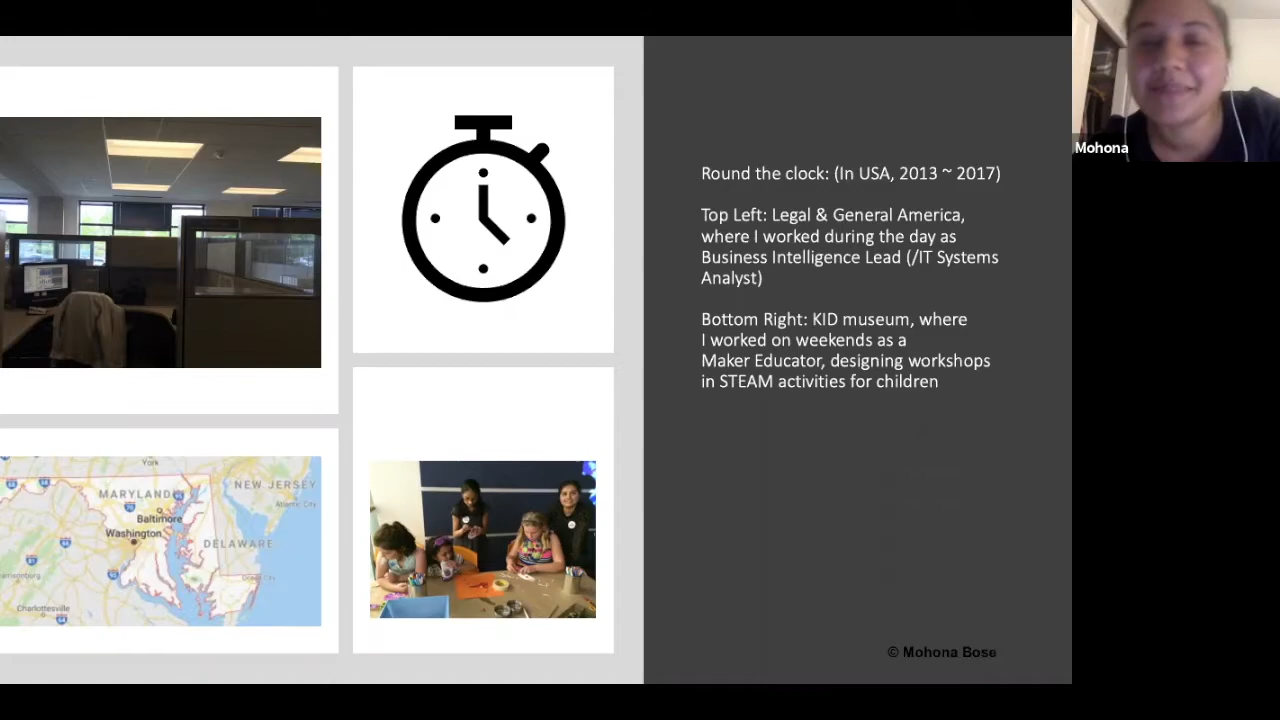 Round the clock: (In USA, 2013 ~ 2017)
Top Left: Legal & General America,
where I worked during the day as
Business Intelligence Lead (/IT Systems
Analyst)
Bottom Right: KID museum, where
I worked on weekends as a
Maker Educator, designing workshops
in STEAM activities for children
© Mohona Bose
Mohona
York
MARYLAND
NEW JERSEY
Atlantic City
Baltimore
Washington
DELAWARE
Ocean City
Charlottesville